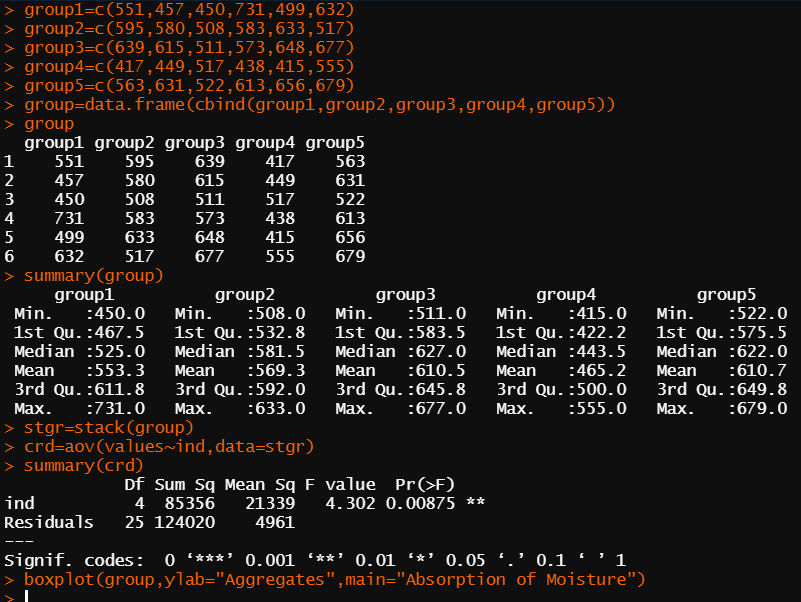 > group1=c(551,457,450,731,499,632)
> group2=c(595,580,508,583,633,517)
> group3=c(639,615,511,573,648,677)
> group4=c(417,449,517,438,415,555)
> group5=c(563,631,522,613,656,679)
> group=data.frame(cbind(group1,group2,group3,group4,group5))
> group
  group1 group2 group3 group4 group5
1    551    595    639    417    563
2    457    580    615    449    631
3    450    508    511    517    522
4    731    583    573    438    613
5    499    633    648    415    656
6    632    517    677    555    679
> summary(group)
     group1          group2          group3          group4          group5
 Min.   :450.0   Min.   :508.0   Min.   :511.0   Min.   :415.0   Min.   :522.0
 1st Qu.:467.5   1st Qu.:532.8   1st Qu.:583.5   1st Qu.:422.2   1st Qu.:575.5
 Median :525.0   Median :581.5   Median :627.0   Median :443.5   Median :622.0
 Mean   :553.3   Mean   :569.3   Mean   :610.5   Mean   :465.2   Mean   :610.7
 3rd Qu.:611.8   3rd Qu.:592.0   3rd Qu.:645.8   3rd Qu.:500.0   3rd Qu.:649.8
 Max.   :731.0   Max.   :633.0   Max.   :677.0   Max.   :555.0   Max.   :679.0
> stgr=stack(group)
> crd=aov(values~ind,data=stgr)
> summary(crd)
            Df Sum Sq Mean Sq F value  Pr(>F)
ind          4  85356   21339   4.302 0.00875 **
Residuals   25 124020    4961
---
Signif. codes:  0 ‘***’ 0.001 ‘**’ 0.01 ‘*’ 0.05 ‘.’ 0.1 ‘ ’ 1
> boxplot(group,ylab="Aggregates",main="Absorption of Moisture")
>